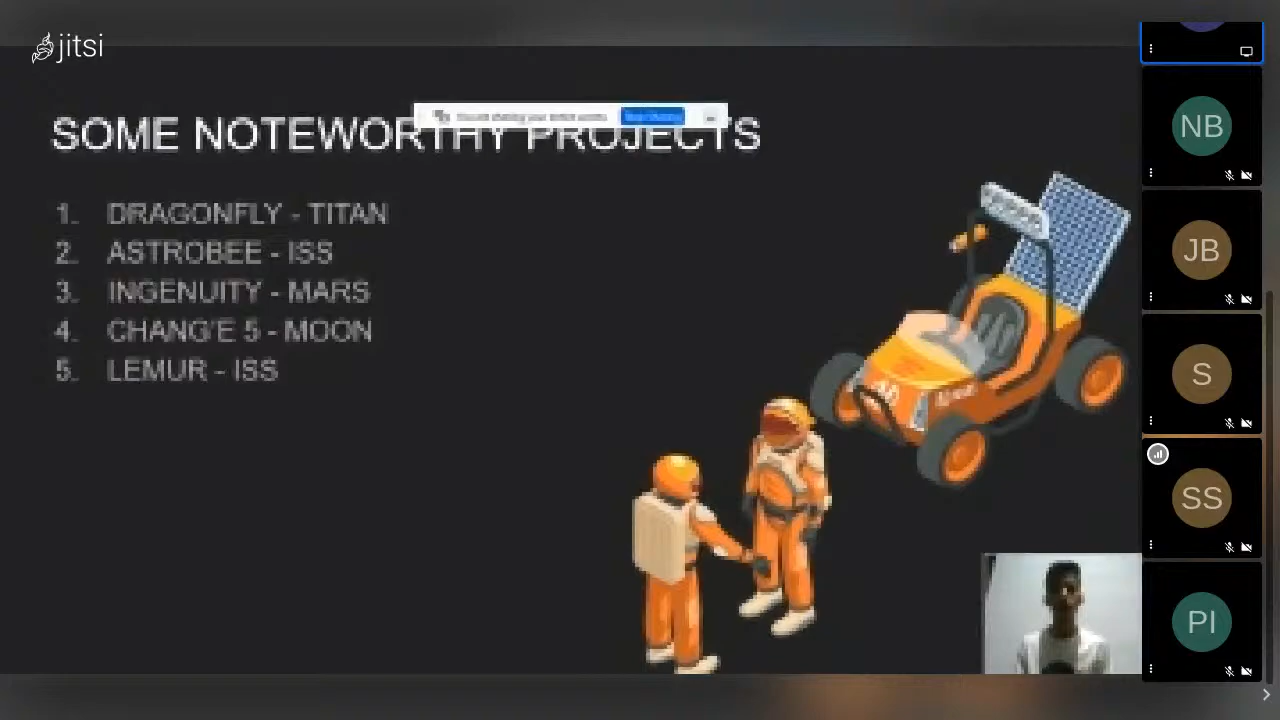 jitsi
SOME NOTEWORTHY PROJECTS
1. DRAGONFLY - TITAN
2. ASTROBEE - ISS
3. INGENUITY - MARS
4. CHANG'E 5 - MOON
5. LEMUR - ISS
NB
JB
S
SS
PI